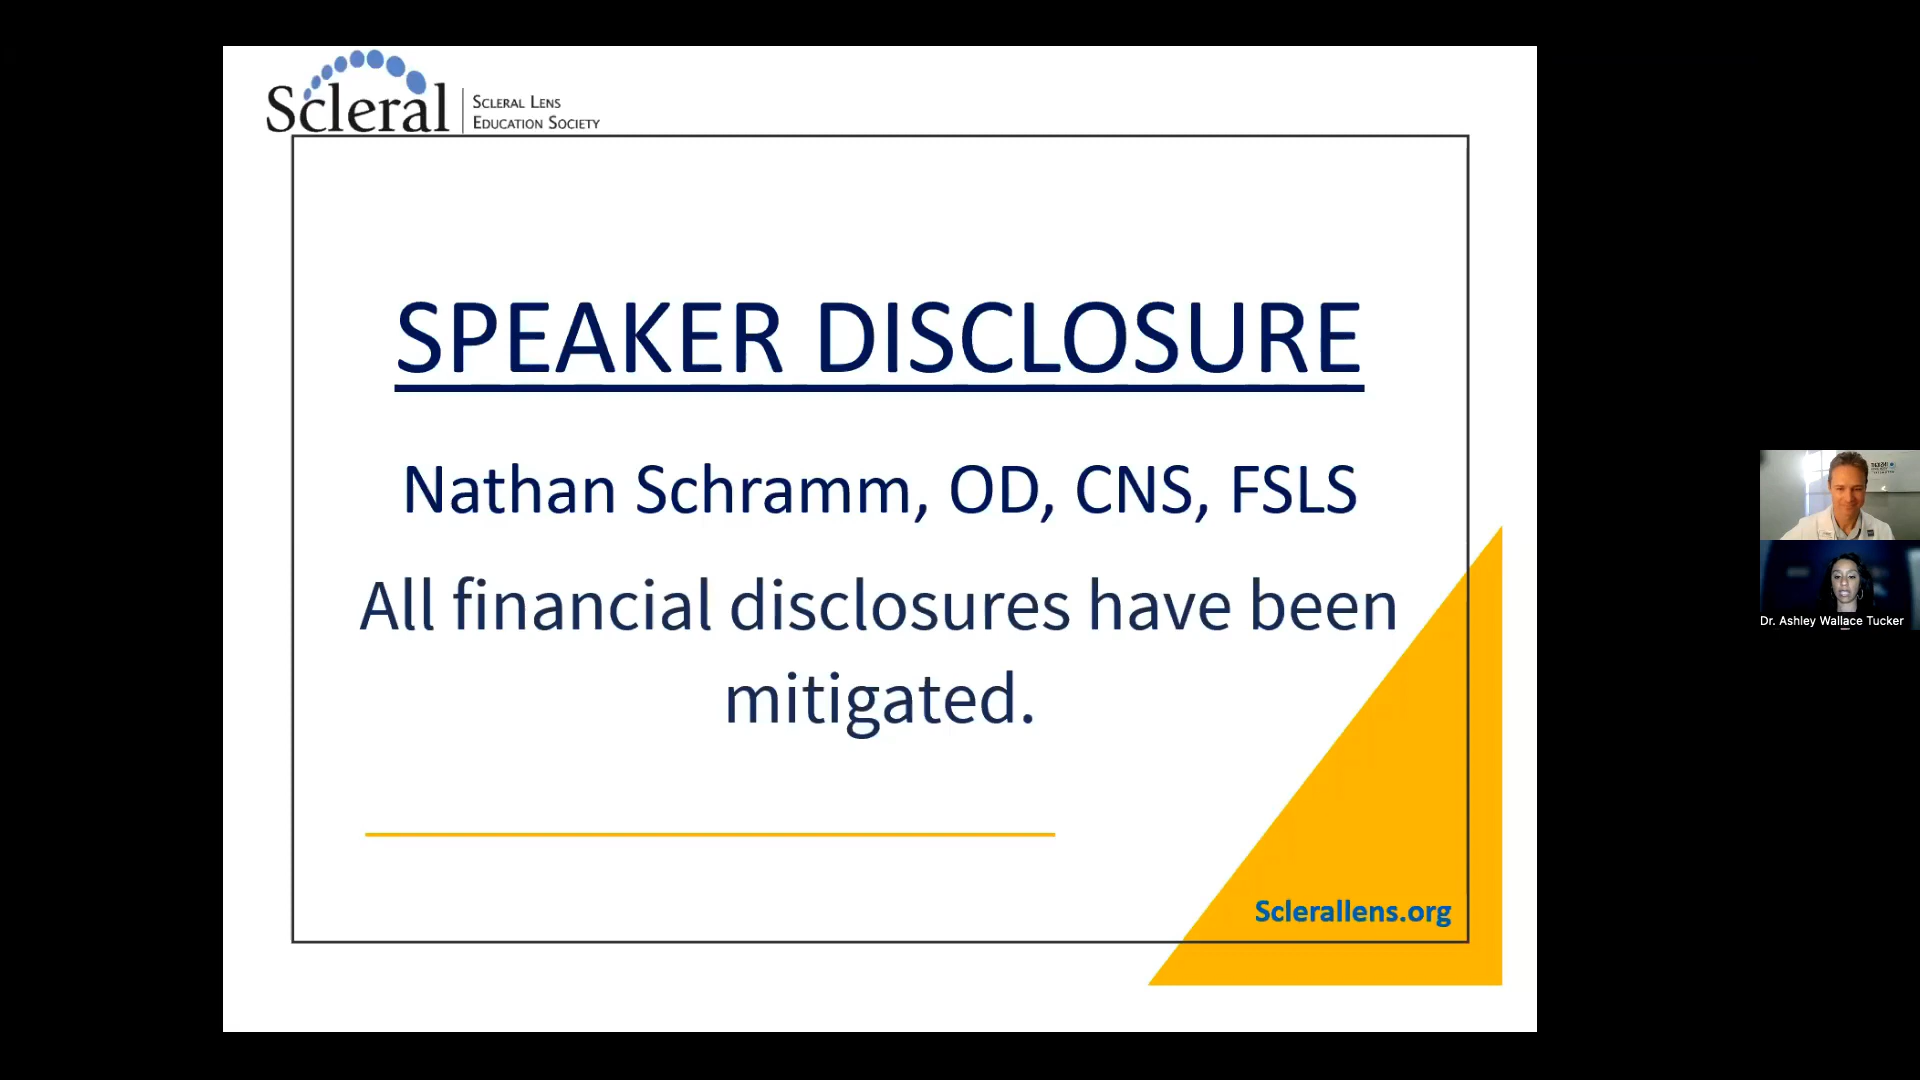 Scleral
SCLERAL LENS
EDUCATION SOCIETY
SPEAKER DISCLOSURE
Nathan Schramm, OD, CNS, FSLS
All financial disclosures have been
mitigated.
Sclerallens.org
Dr. Ashley Wallace Tucker